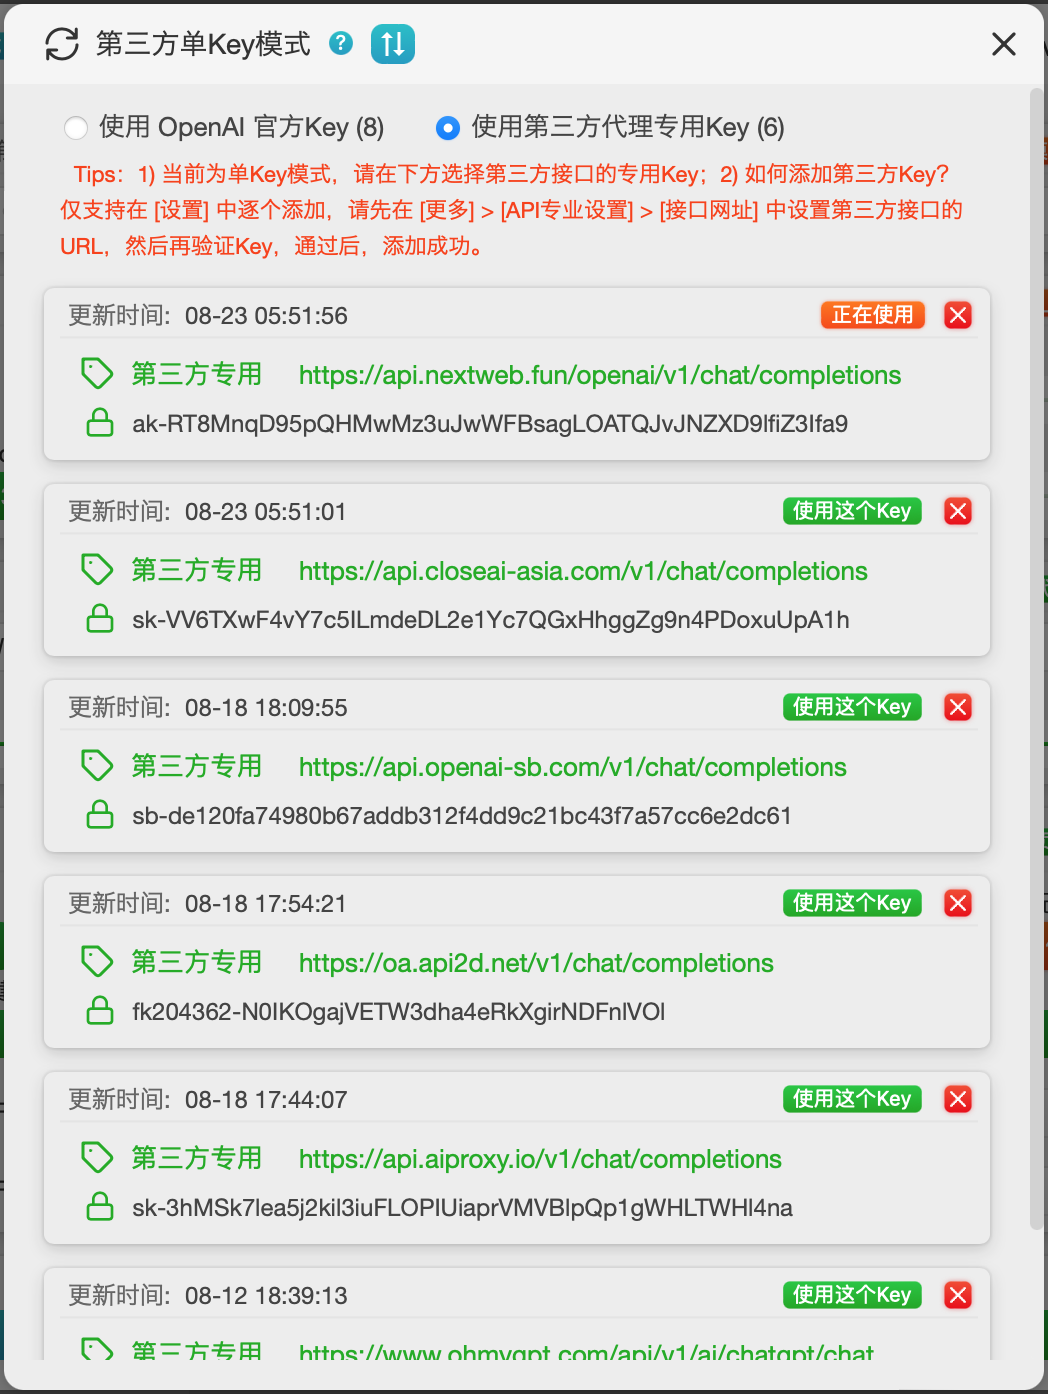 第三方单Key模式 ?
使用 OpenAI 官方Key (8) 使用第三方代理专用Key (6)
Tips：1) 当前为单Key模式，请在下方选择第三方接口的专用Key；2) 如何添加第三方Key？
仅支持在 [设置] 中逐个添加，请先在 [更多] > [API专业设置] > [接口网址] 中设置第三方接口的
URL，然后再验证Key，通过后，添加成功。
更新时间: 08-23 05:51:56 正在使用
第三方专用 https://api.nextweb.fun/openai/v1/chat/completions
ak-RT8MnqD95pQHMwMz3uJwWFBsagLOATQJvJNZXD9lfiZ3Ifa9
更新时间: 08-23 05:51:01 使用这个Key
第三方专用 https://api.closeai-asia.com/v1/chat/completions
sk-VV6TXwF4vY7c5ILmdeDL2e1Yc7QGxHhggZg9n4PDoxuUpA1h
更新时间: 08-18 18:09:55 使用这个Key
第三方专用 https://api.openai-sb.com/v1/chat/completions
sb-de120fa74980b67addb312f4dd9c21bc43f7a57cc6e2dc61
更新时间: 08-18 17:54:21 使用这个Key
第三方专用 https://oa.api2d.net/v1/chat/completions
fk204362-N0IKOgajVETW3dha4eRkXgirNDFnlVOl
更新时间: 08-18 17:44:07 使用这个Key
第三方专用 https://api.aiproxy.io/v1/chat/completions
sk-3hMSk7lea5j2kil3iuFLOPIUiaprVMVBlpQp1gWHLTWHl4na
更新时间: 08-12 18:39:13 使用这个Key
第三方专用 https://www.ohmygpt.com/api/v1/ai/chatgpt/chat